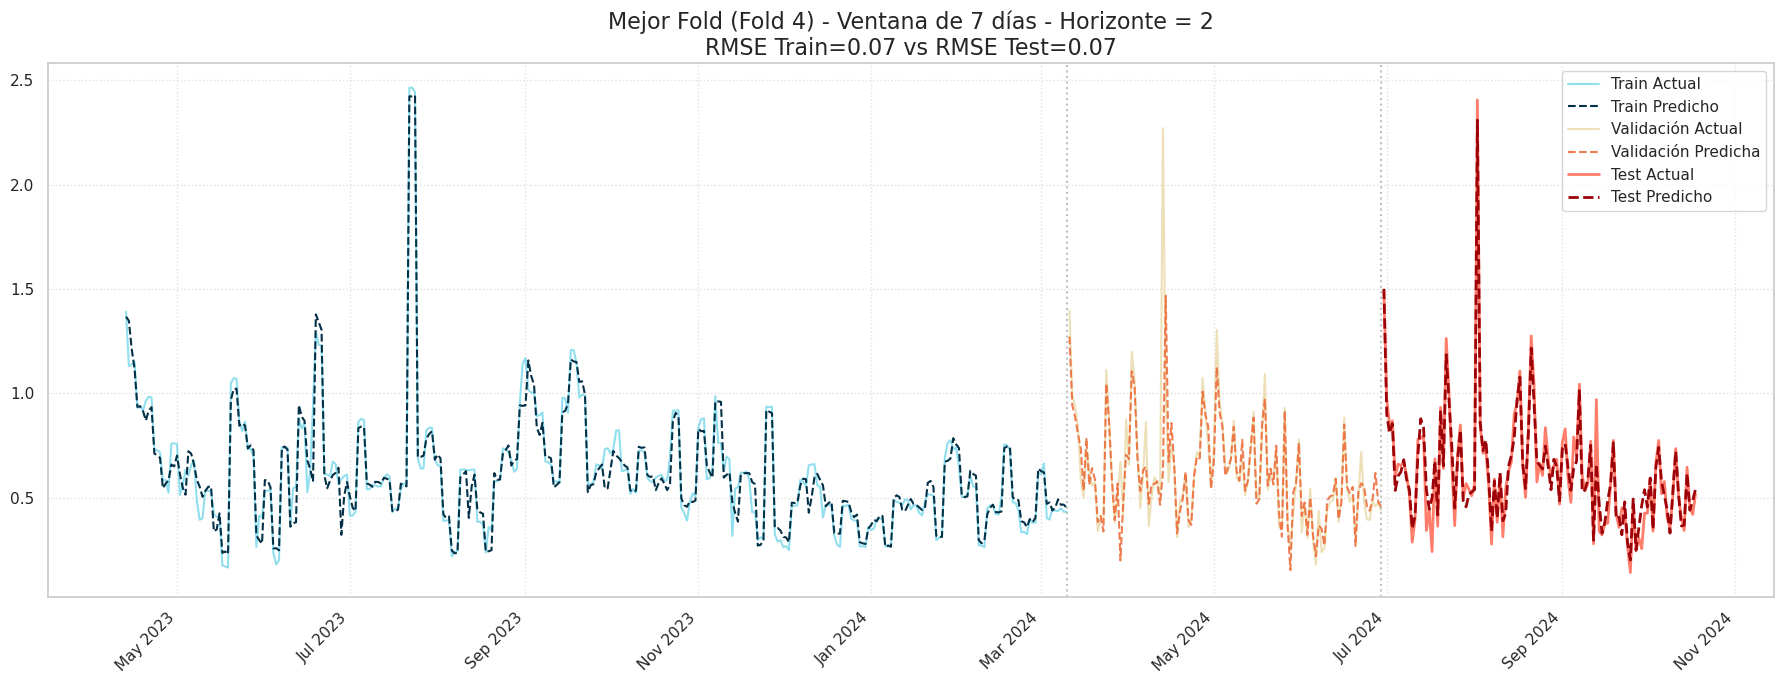 Mejor Fold (Fold 4) - Ventana de 7 días - Horizonte = 2
RMSE Train=0.07 vs RMSE Test=0.07
2.5
2.0
1.5
1.0
0.5
Train Actual
Train Predicho
Validación Actual
Validación Predicha
Test Actual
Test Predicho
May 2023
Jul 2023
Sep 2023
Nov 2023
Jan 2024
Mar 2024
May 2024
Jul 2024
Sep 2024
Nov 2024